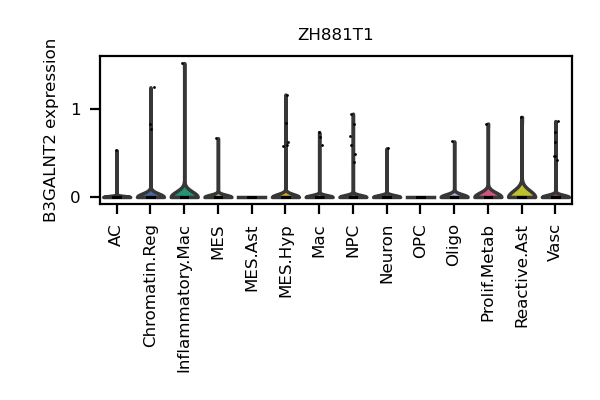 ZH881T1
B3GALNT2 expression
1
0
AC
Chromatin.Reg
Inflammatory.Mac
MES
MES.Ast
MES.Hyp
Mac
NPC
Neuron
OPC
Oligo
Prolif.Metab
Reactive.Ast
Vasc